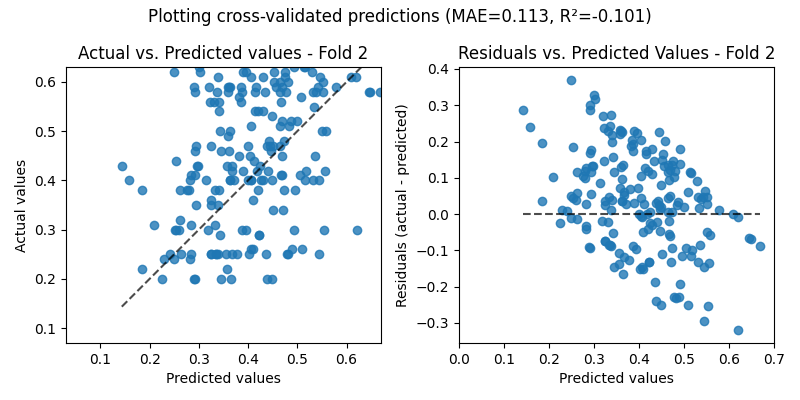 Plotting cross-validated predictions (MAE=0.113, R²=-0.101)
Actual vs. Predicted values - Fold 2
Actual values
0.6
0.5
0.4
0.3
0.2
0.1
0.1 0.2 0.3 0.4 0.5 0.6
Predicted values
Residuals vs. Predicted Values - Fold 2
Residuals (actual - predicted)
0.4
0.3
0.2
0.1
0.0
−0.1
−0.2
−0.3
0.0 0.1 0.2 0.3 0.4 0.5 0.6 0.7
Predicted values